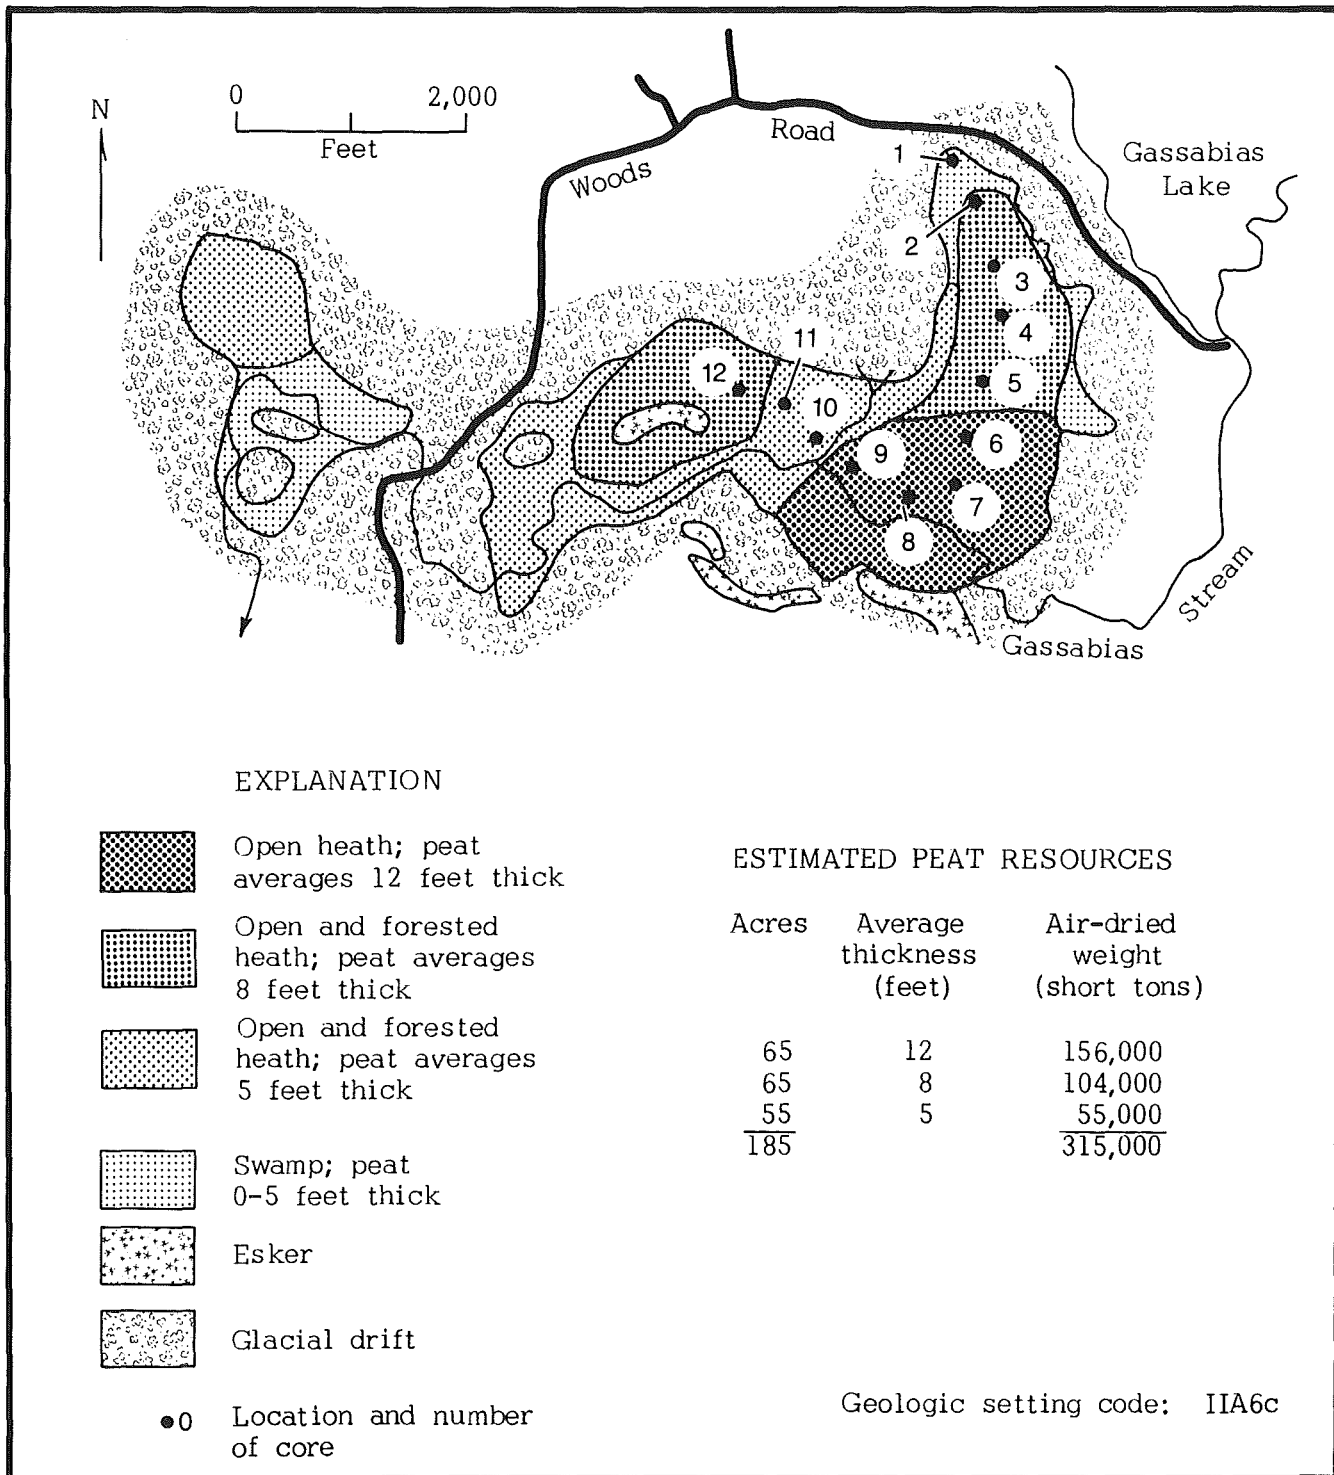 N
0 2,000
Feet
Woods Road
Gassabias
Lake
1
2
3
4
5
6
7
8
9
10
11
12
Stream
Gassabias
EXPLANATION
Open heath; peat
averages 12 feet thick
Open and forested
heath; peat averages
8 feet thick
Open and forested
heath; peat averages
5 feet thick
Swamp; peat
0-5 feet thick
Esker
Glacial drift
0 Location and number
of core
ESTIMATED PEAT RESOURCES
Acres Average Air-dried
thickness weight
(feet) (short tons)
65 12 156,000
65 8 104,000
55 5 55,000
185 315,000
Geologic setting code: IIA6c